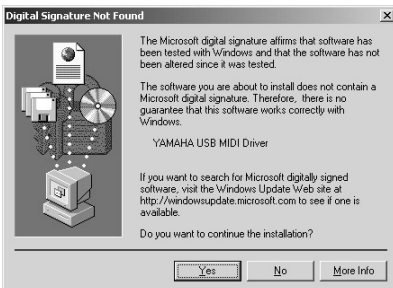 Digital Signature Not Found
The Microsoft digital signature affirms that software has
been tested with Windows and that the software has not
been altered since it was tested.
The software you are about to install does not contain a
Microsoft digital signature. Therefore, there is no
guarantee that this software works correctly with
Windows.
YAMAHA USB MIDI Driver
If you want to search for Microsoft digitally signed
software, visit the Windows Update Web site at
http://windowsupdate.microsoft.com to see if one is
available.
Do you want to continue the installation?
Yes No More Info